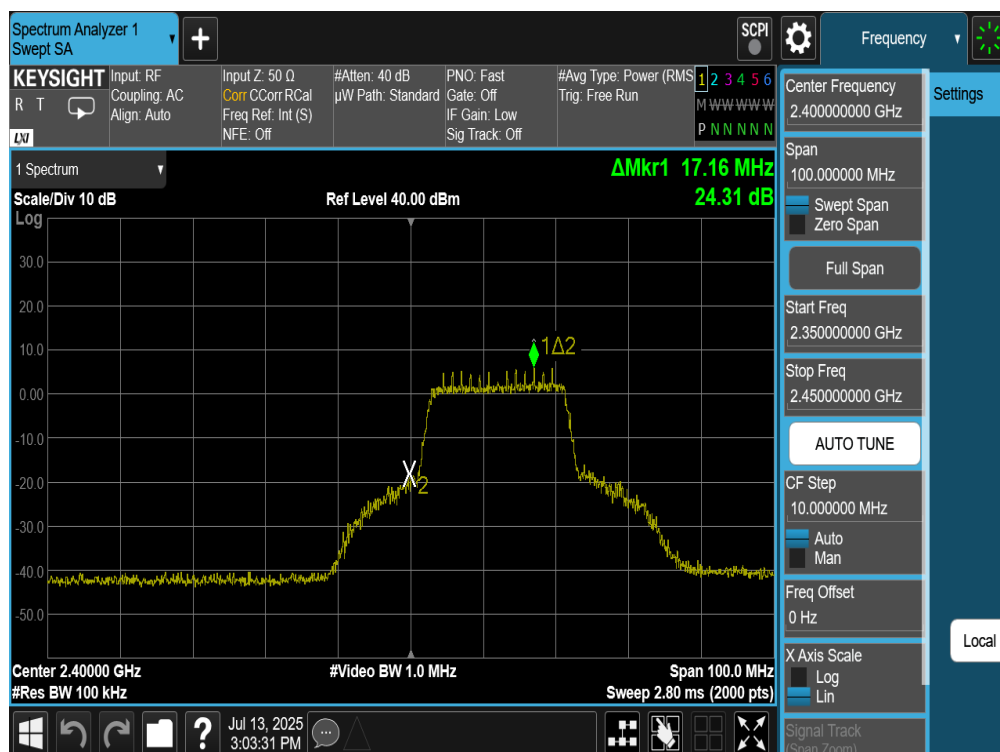 Spectrum Analyzer 1
Swept SA
+
SCPI
Frequency
KEYSIGHT
R T
LXI
Input: RF
Coupling: AC
Align: Auto
Input Z: 50 Ω
Corr CCorr RCal
Freq Ref: Int (S)
NFE: Off
#Atten: 40 dB
µW Path: Standard
PNO: Fast
Gate: Off
IF Gain: Low
Sig Track: Off
#Avg Type: Power (RMS
Trig: Free Run
1 2 3 4 5 6
M W W W W W
P N N N N N
1 Spectrum
ΔMkr1 17.16 MHz
24.31 dB
Scale/Div 10 dB
Ref Level 40.00 dBm
Log
30.0
20.0
10.0
0.00
-10.0
-20.0
-30.0
-40.0
-50.0
1Δ2
X2
Center 2.40000 GHz
#Video BW 1.0 MHz
Span 100.0 MHz
#Res BW 100 kHz
Sweep 2.80 ms (2000 pts)
?
Jul 13, 2025
3:03:31 PM
Center Frequency
2.400000000 GHz
Span
100.000000 MHz
Swept Span
Zero Span
Full Span
Start Freq
2.350000000 GHz
Stop Freq
2.450000000 GHz
AUTO TUNE
CF Step
10.000000 MHz
Auto
Man
Freq Offset
0 Hz
X Axis Scale
Log
Lin
Signal Track
(Span Zoom)
Settings
Local